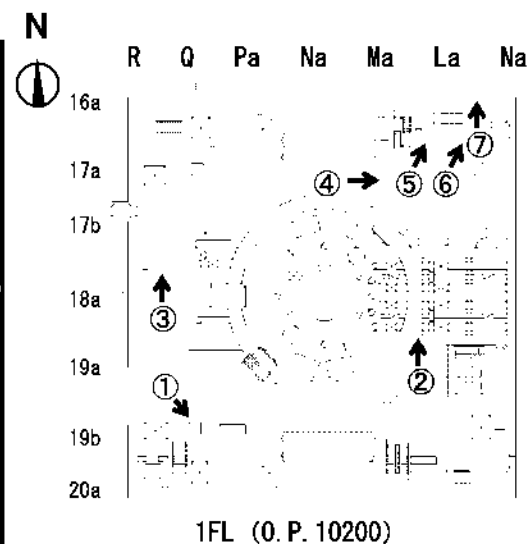 N
R Q Pa Na Ma La Na
16a
④ ⑤ ⑥ ⑦
17a
17b
③
18a
②
19a
①
19b
20a
1FL (O.P.10200)